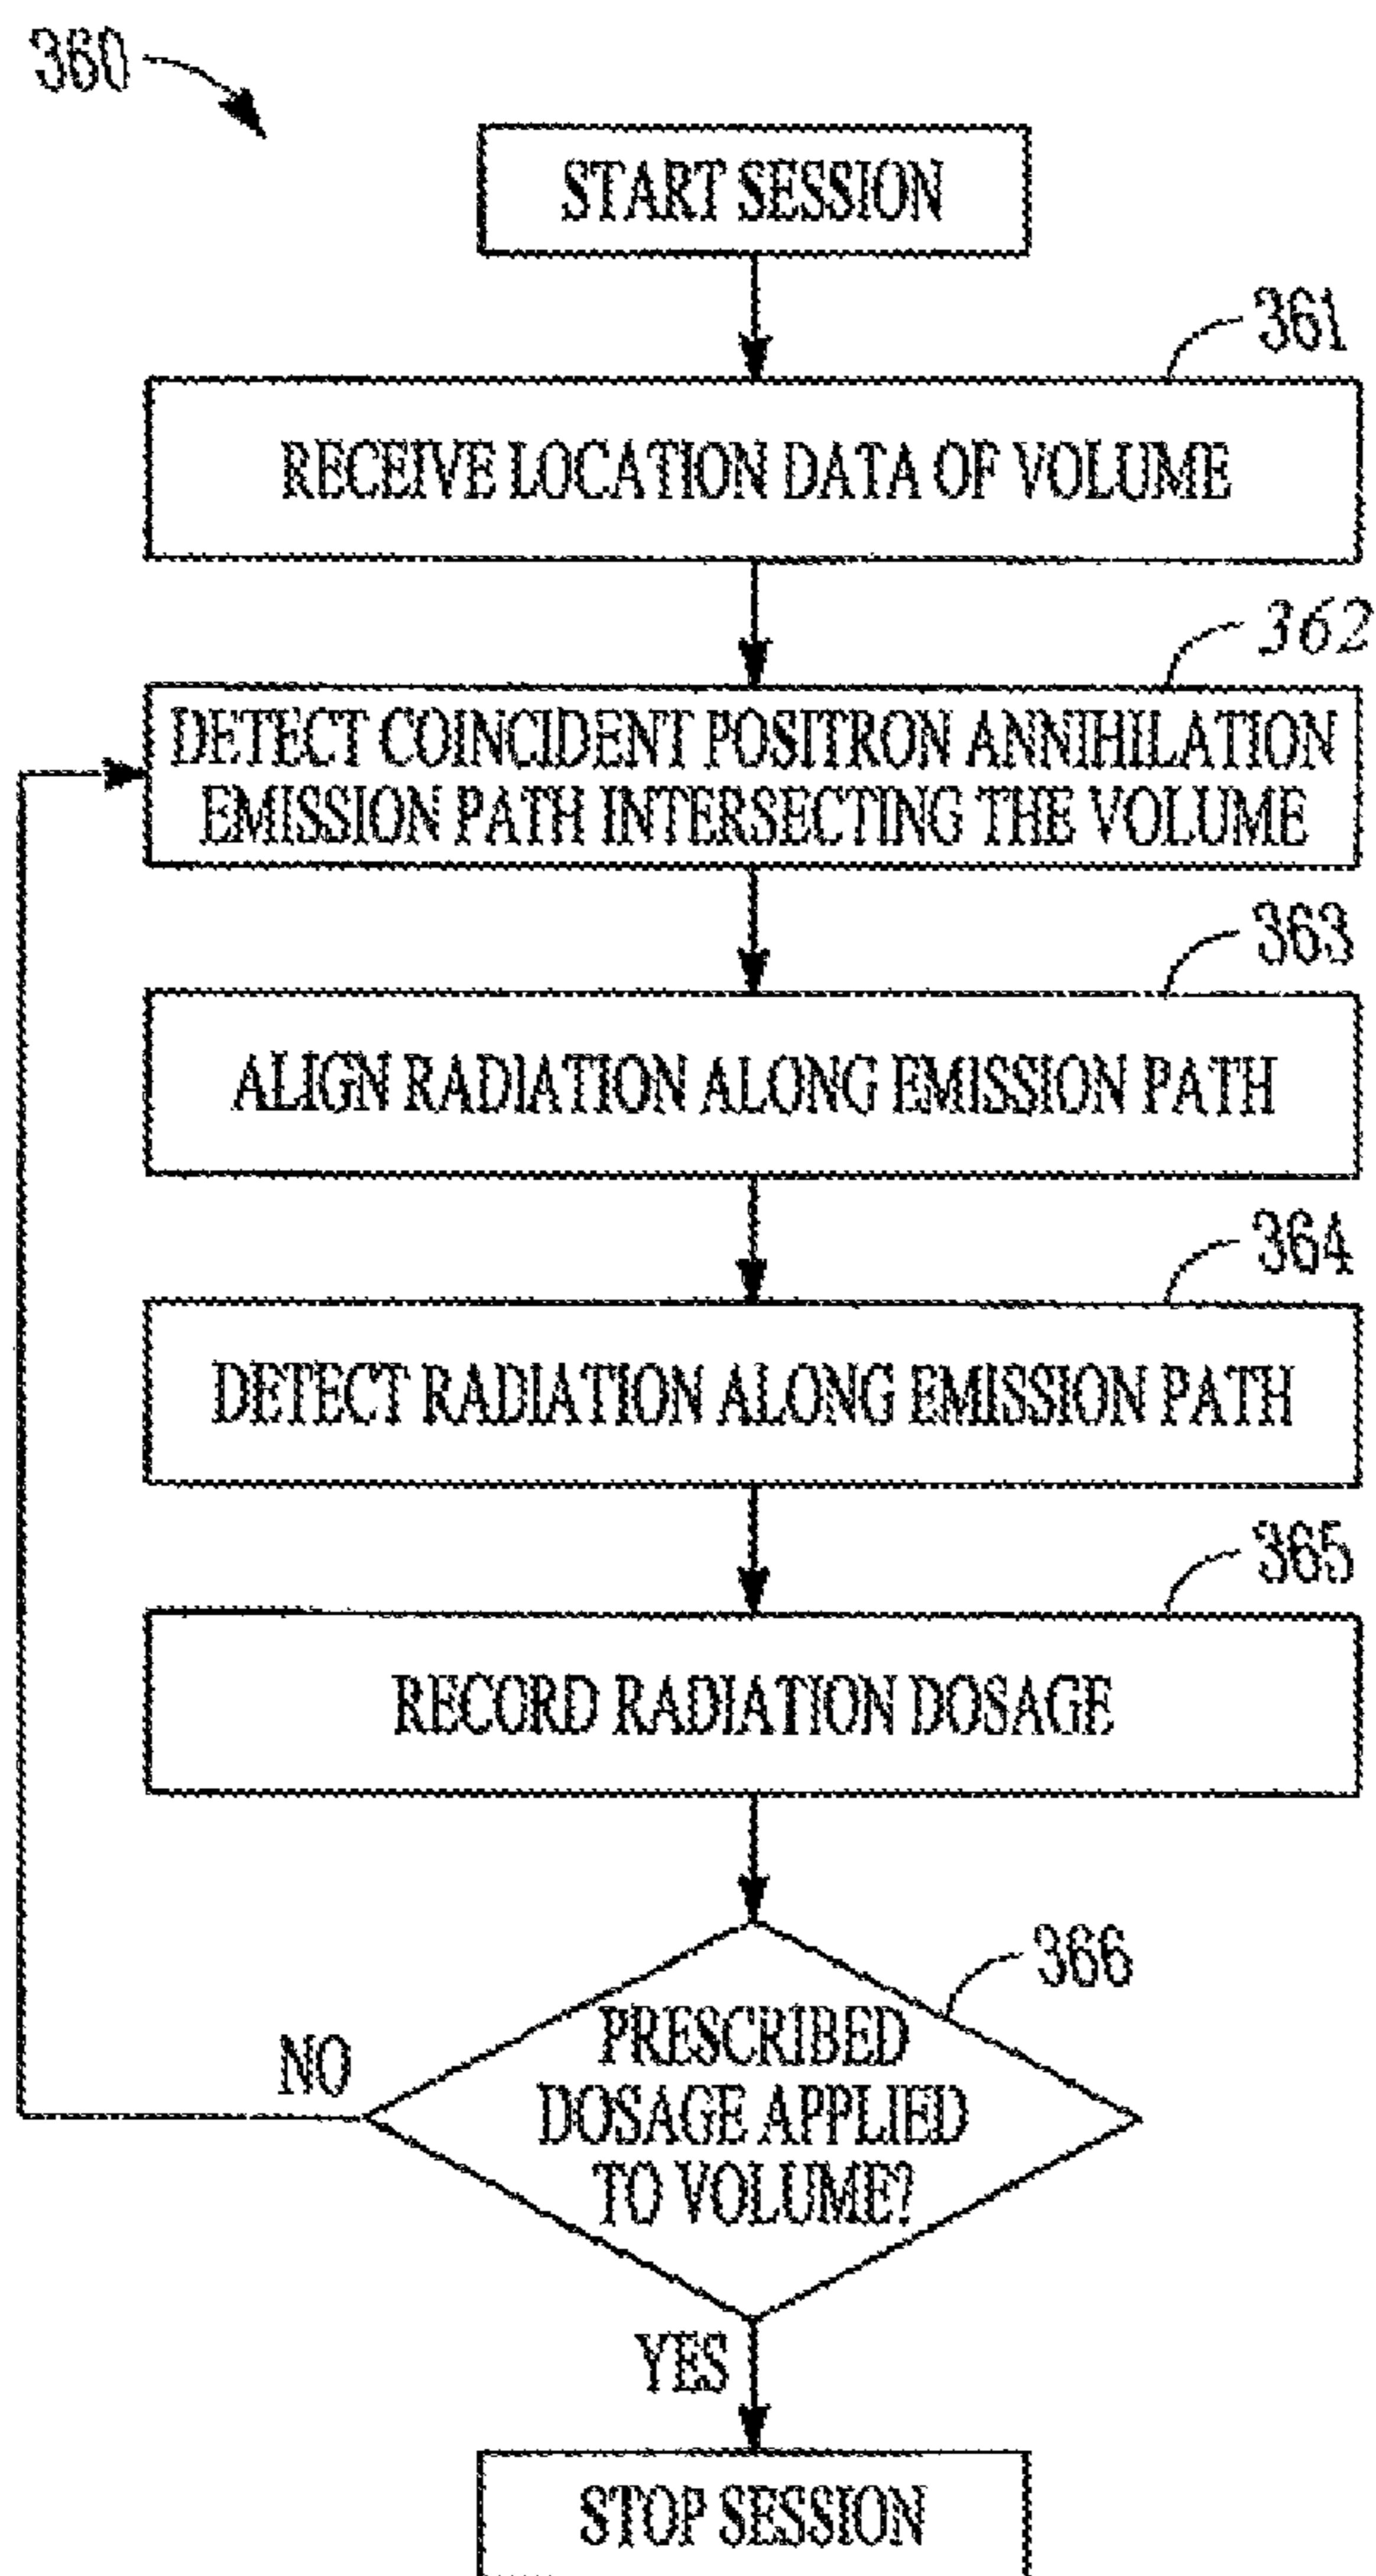 360
START SESSION
361
RECEIVE LOCATION DATA OF VOLUME
362
DETECT COINCIDENT POSITRON ANNIHILATION
EMISSION PATH INTERSECTING THE VOLUME
363
ALIGN RADIATION ALONG EMISSION PATH
364
DETECT RADIATION ALONG EMISSION PATH
365
RECORD RADIATION DOSAGE
366
PRESCRIBED
DOSAGE APPLIED
TO VOLUME?
NO
YES
STOP SESSION